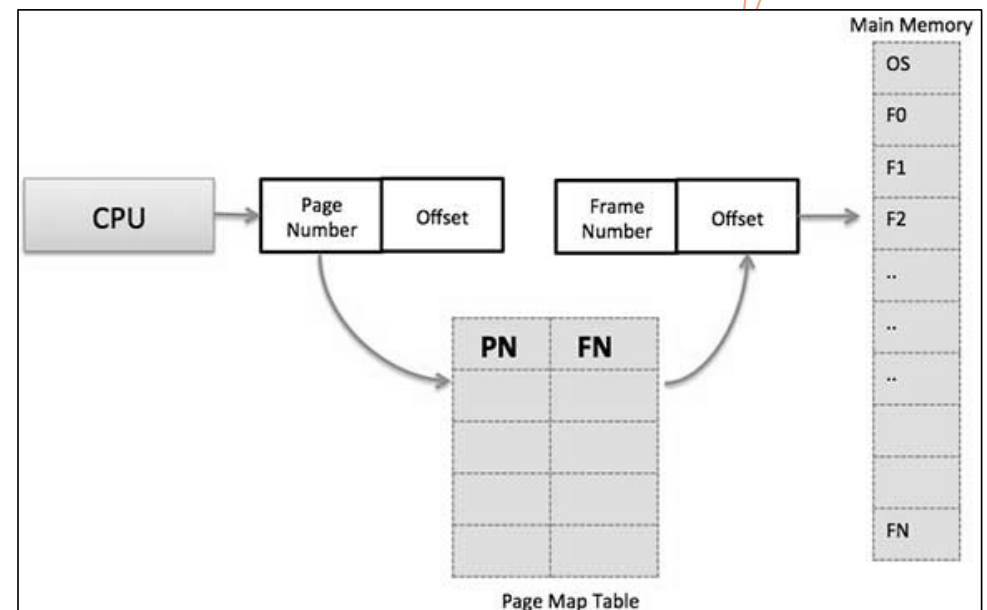 Main Memory
OS
F0
F1
F2
..
..
..
FN
CPU
Page
Number
Offset
Frame
Number
Offset
PN FN
Page Map Table